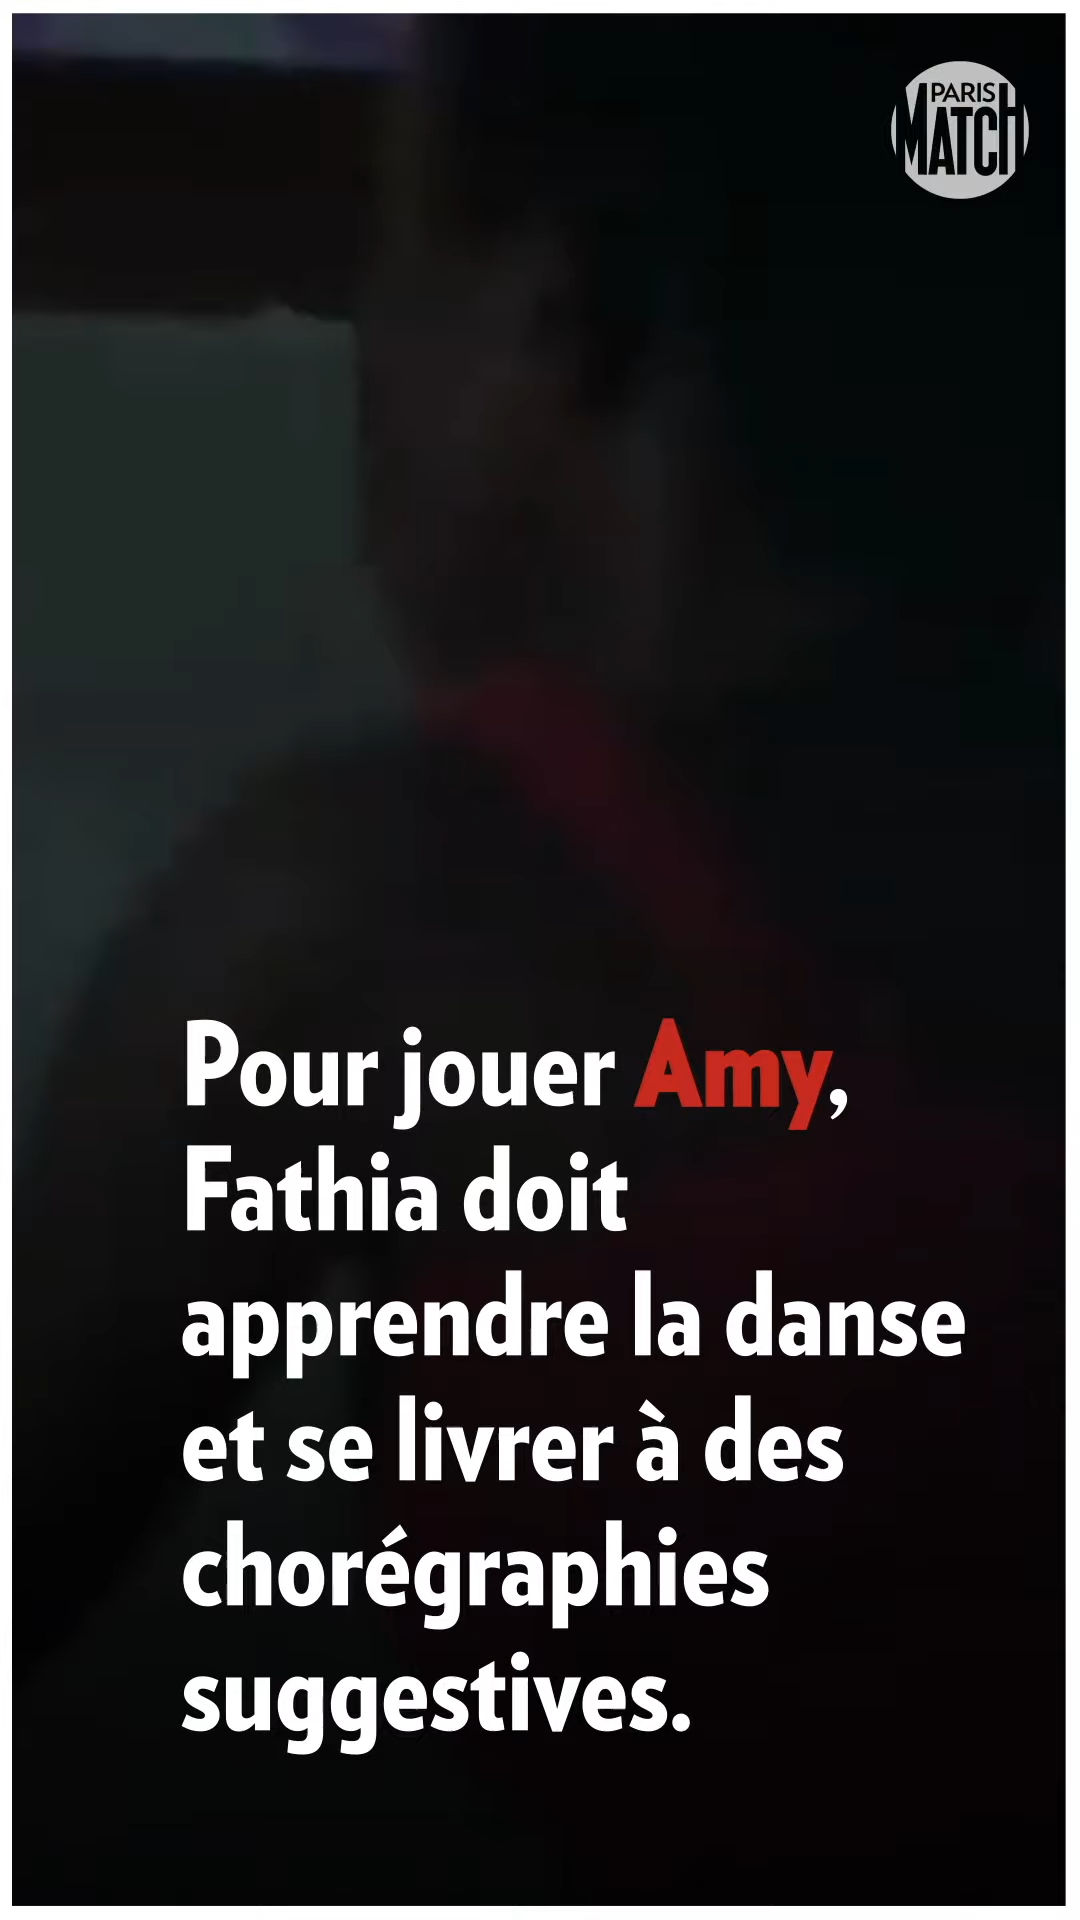 PARIS
MATCH
Pour jouer Amy,
Fathia doit
apprendre la danse
et se livrer à des
chorégraphies
suggestives.